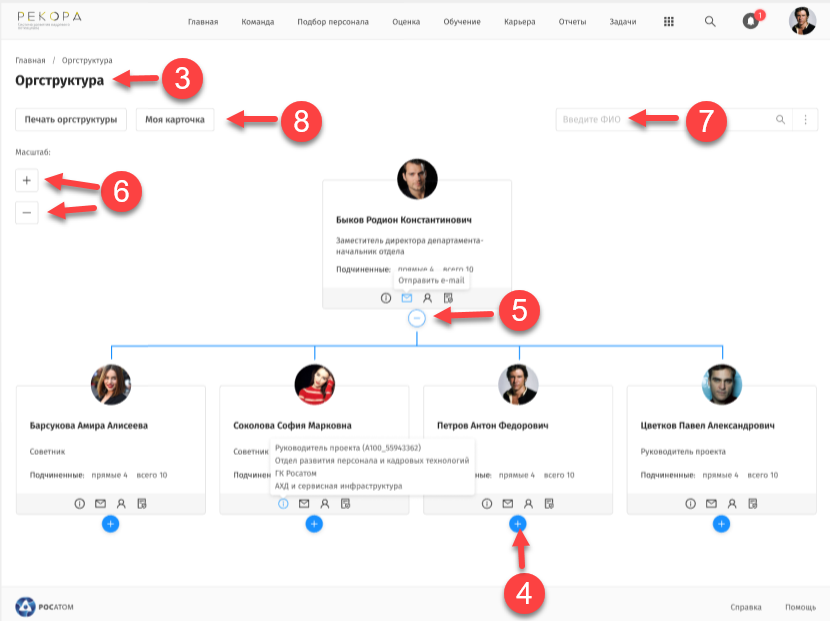 РЕКОРА
Главная Команда Подбор персонала Оценка Обучение Карьера Отчеты Задачи 1
Главная / Оргструктура
Оргструктура 3
Печать оргструктуры Моя карточка 8
Введите ФИО 7
Масштаб:
+
6
−
Быков Родион Константинович
Заместитель директора департамента-
начальник отдела
Подчиненные: прямые 4 всего 10
Отправить e-mail
5
Барсукова Амира Алисеева
Советник
Подчиненные: прямые 4 всего 10
Соколова София Марковна
Советник
Подчинен
Руководитель проекта (A100_55943362)
Отдел развития персонала и кадровых технологий
ГК Росатом
АХД и сервисная инфраструктура
Петров Антон Федорович
прямые 4 всего 10
Цветков Павел Александрович
Руководитель проекта
Подчиненные: прямые 4 всего 10
4
РОСАТОМ
Справка Помощь